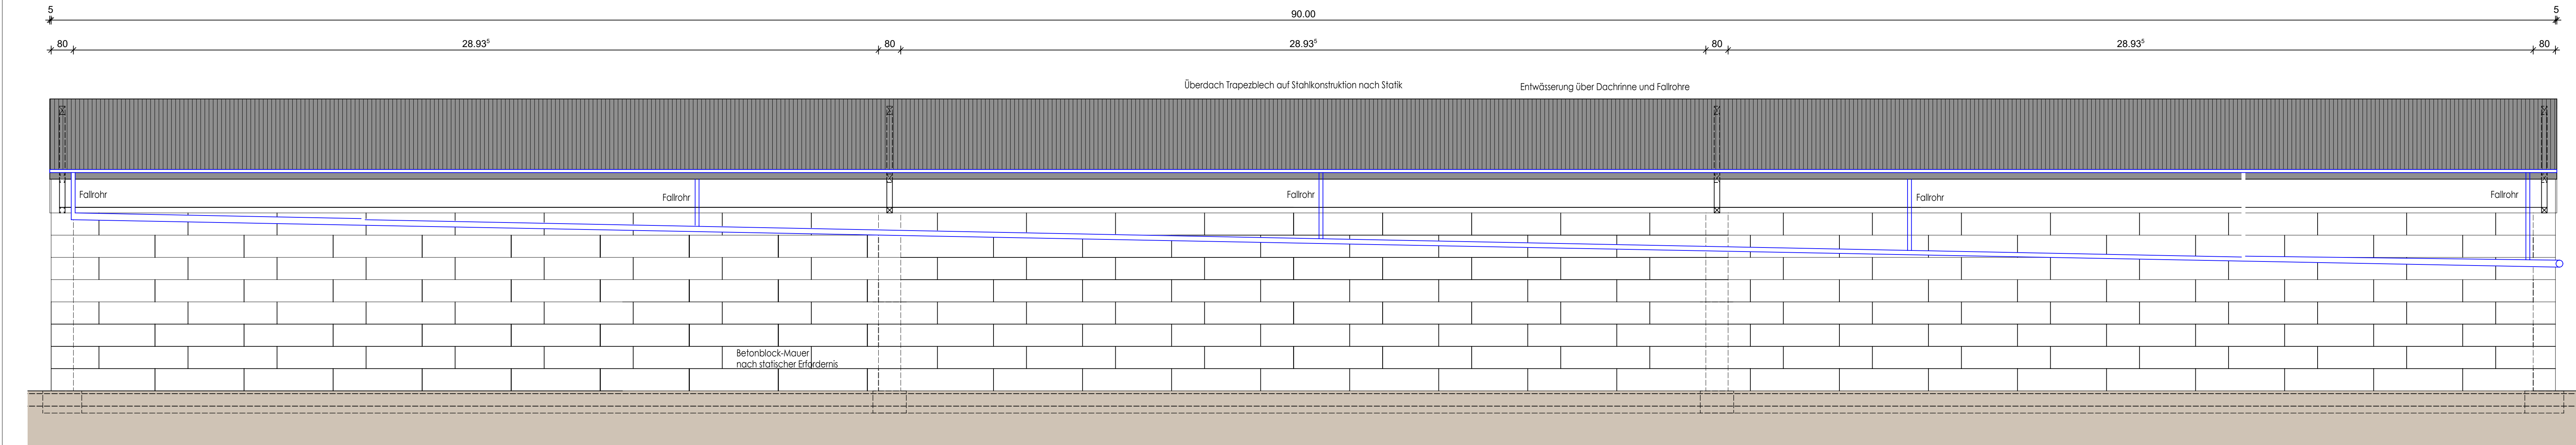 5
90.00
5
80
28.93⁵
80
28.93⁵
80
28.93⁵
80
Überdach Trapezblech auf Stahlkonstruktion nach Statik
Entwässerung über Dachrinne und Fallrohre
Fallrohr
Fallrohr
Fallrohr
Fallrohr
Fallrohr
Betonblock-Mauer
nach statischer Erfordernis